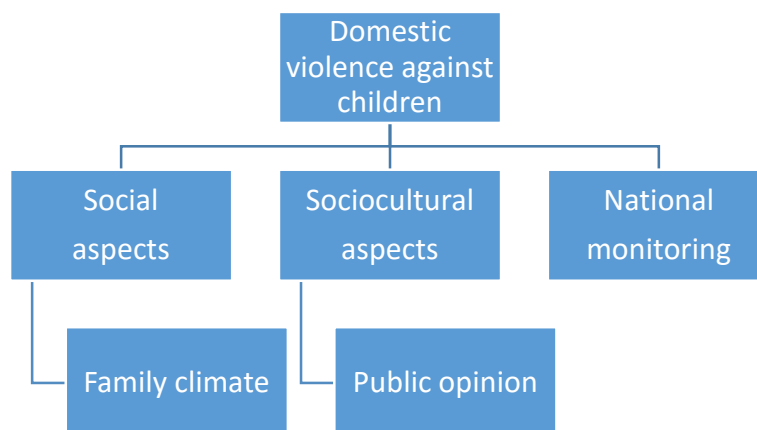 Domestic
violence against
children
Social
aspects
Sociocultural
aspects
National
monitoring
Family climate
Public opinion